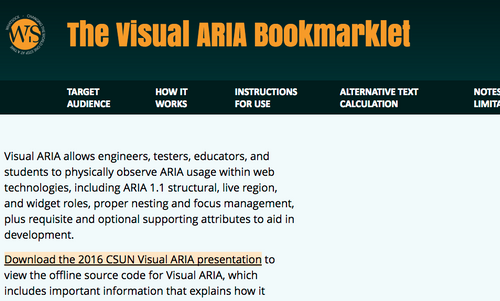 WS
The Visual ARIA Bookmarklet
TARGET AUDIENCE
HOW IT WORKS
INSTRUCTIONS FOR USE
ALTERNATIVE TEXT CALCULATION
NOTES
Visual ARIA allows engineers, testers, educators, and
students to physically observe ARIA usage within web
technologies, including ARIA 1.1 structural, live region,
and widget roles, proper nesting and focus management,
plus requisite and optional supporting attributes to aid in
development.
Download the 2016 CSUN Visual ARIA presentation to
view the offline source code for Visual ARIA, which
includes important information that explains how it